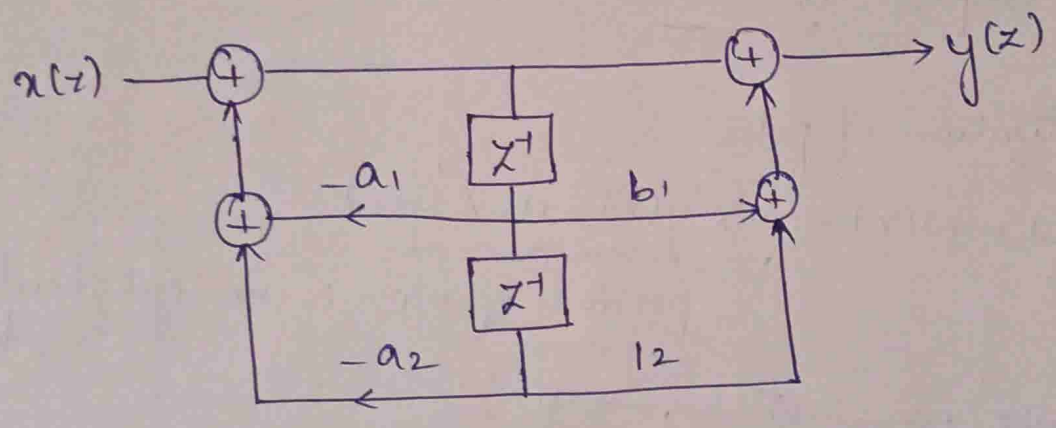 x(z) + + y(z)
z⁻¹
-a1 b1
+ +
z⁻¹
-a2 12